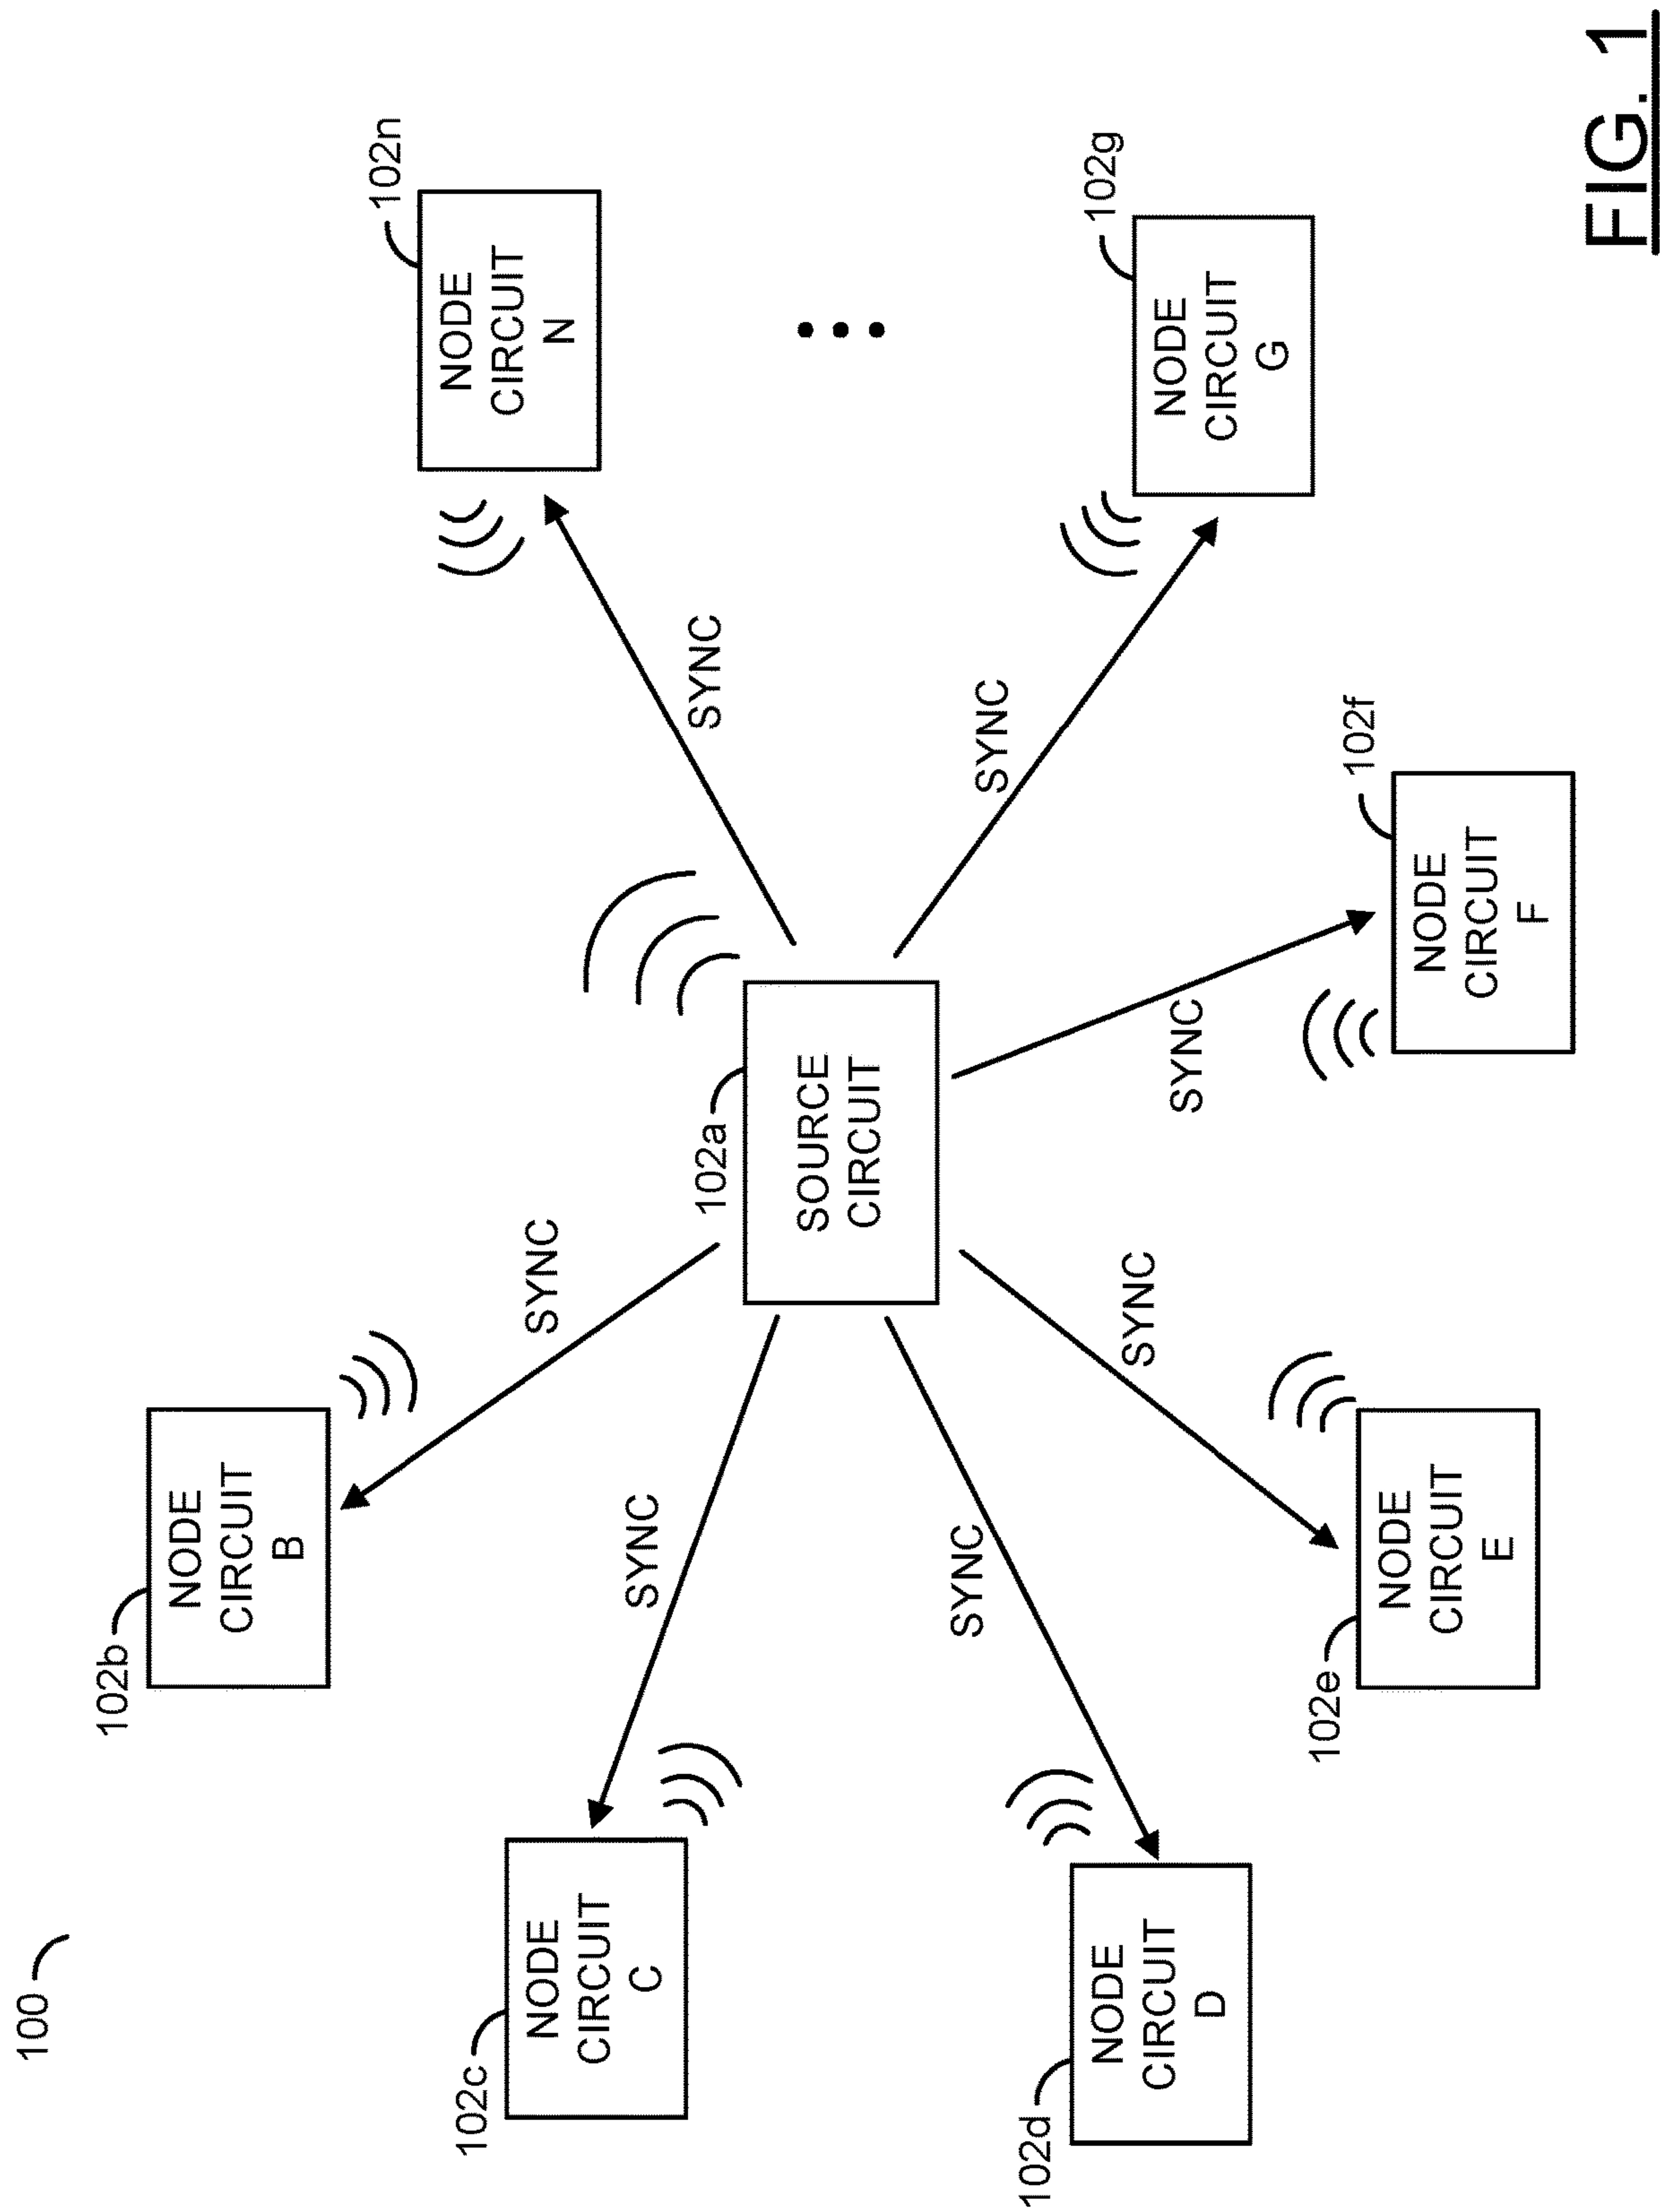 100
102b
NODE
CIRCUIT
B
102n
NODE
CIRCUIT
N
SYNC
SYNC
102c
NODE
CIRCUIT
C
SYNC
102a
SOURCE
CIRCUIT
SYNC
SYNC
102d
NODE
CIRCUIT
D
102g
NODE
CIRCUIT
G
SYNC
SYNC
102e
NODE
CIRCUIT
E
102f
NODE
CIRCUIT
F
FIG. 1